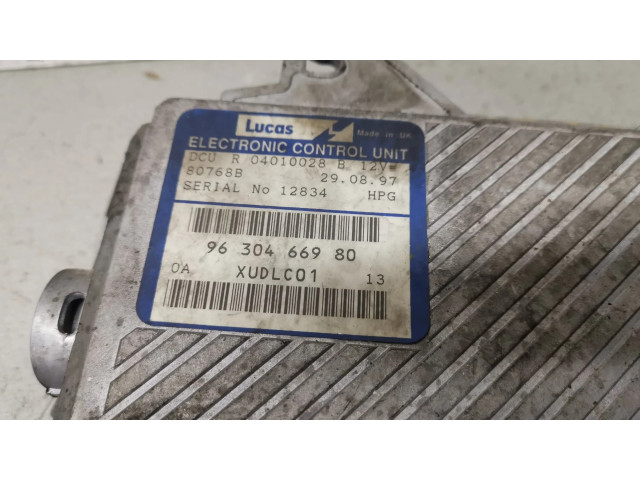 Lucas Made in UK
ELECTRONIC CONTROL UNIT
DCU R 04010028 B 12V
80768B 29.08.97
SERIAL No 12834 HPG
96 304 669 80
0A XUDLC01 13